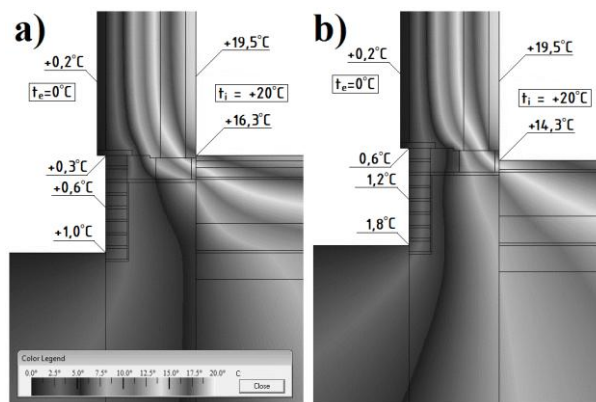 a)
+0,2°C
+19,5°C
te=0°C
ti = +20°C
+16,3°C
+0,3°C
+0,6°C
+1,0°C
Color Legend
0.0° 2.5° 5.0° 7.5° 10.0° 12.5° 15.0° 17.5° 20.0° C
Close
b)
+0,2°C
+19,5°C
te=0°C
ti = +20°C
+14,3°C
0,6°C
1,2°C
1,8°C